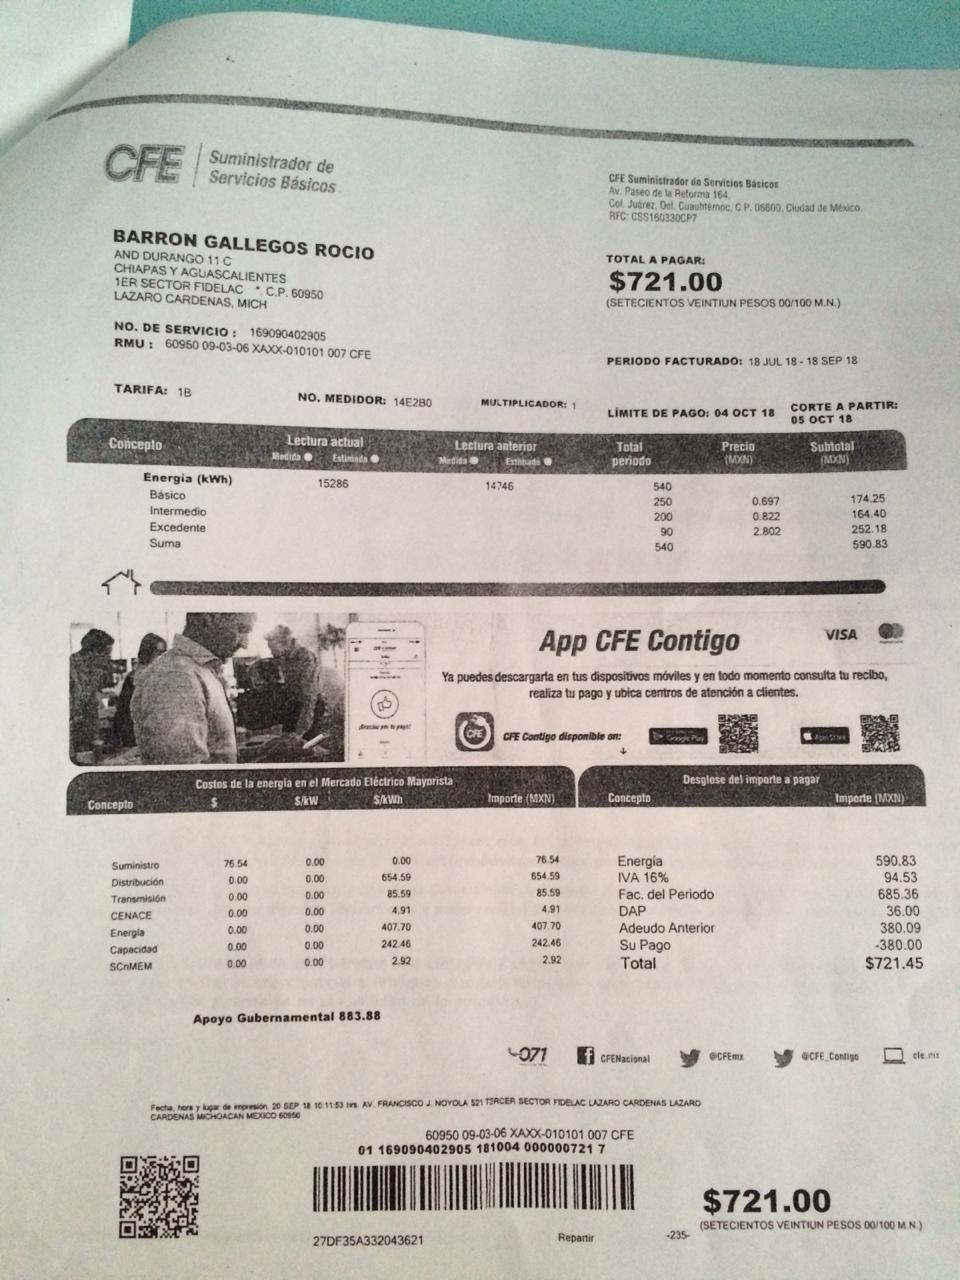 CFE
Suministrador de
Servicios Básicos
CFE Suministrador de Servicios Básicos
Av. Paseo de la Reforma 164,
Col. Juárez, Del. Cuauhtémoc, C.P. 06600, Ciudad de México.
RFC: CSS160330CP7
BARRON GALLEGOS ROCIO
AND DURANGO 11 C
CHIAPAS Y AGUASCALIENTES
1ER SECTOR FIDELAC *. C.P. 60950
LAZARO CARDENAS, MICH
TOTAL A PAGAR:
$721.00
(SETECIENTOS VEINTIUN PESOS 00/100 M.N.)
NO. DE SERVICIO : 169090402905
RMU : 60950 09-03-06 XAXX-010101 007 CFE
PERIODO FACTURADO: 18 JUL 18 - 18 SEP 18
TARIFA: 1B NO. MEDIDOR: 14E2B0 MULTIPLICADOR: 1
LÍMITE DE PAGO: 04 OCT 18 CORTE A PARTIR:
05 OCT 18
Concepto Lectura actual Lectura anterior Total periodo Precio (MXN) Subtotal (MXN)
Medida Estimada Medida Estimada
Energía (kWh) 15286 14746 540
Básico 250 0.697 174.25
Intermedio 200 0.822 164.40
Excedente 90 2.802 252.18
Suma 540 590.83
App CFE Contigo VISA
Ya puedes descargarla en tus dispositivos móviles y en todo momento consulta tu recibo,
realiza tu pago y ubica centros de atención a clientes.
¡Gracias por tu pago!
CFE
CFE Contigo disponible en: Google Play App Store
Costos de la energía en el Mercado Eléctrico Mayorista
Concepto $ $/kW $/kWh Importe (MXN)
Suministro 76.54 0.00 0.00 76.54
Distribución 0.00 0.00 654.59 654.59
Transmisión 0.00 0.00 85.59 85.59
CENACE 0.00 0.00 4.91 4.91
Energía 0.00 0.00 407.70 407.70
Capacidad 0.00 0.00 242.46 242.46
SCnMEM 0.00 0.00 2.92 2.92
Desglose del importe a pagar
Concepto Importe (MXN)
Energía 590.83
IVA 16% 94.53
Fac. del Periodo 685.36
DAP 36.00
Adeudo Anterior 380.09
Su Pago -380.00
Total $721.45
Apoyo Gubernamental 883.88
071 CFENacional @CFEmx @CFE_Contigo cfe.mx
Fecha, hora y lugar de impresión. 20 SEP 18 10:11:53 hrs. AV. FRANCISCO J. NOYOLA 521 TERCER SECTOR FIDELAC LAZARO CARDENAS LAZARO
CARDENAS MICHOACAN MEXICO 60950
60950 09-03-06 XAXX-010101 007 CFE
01 169090402905 181004 000000721 7
$721.00
(SETECIENTOS VEINTIUN PESOS 00/100 M.N.)
27DF35A332043621 Repartir -235-